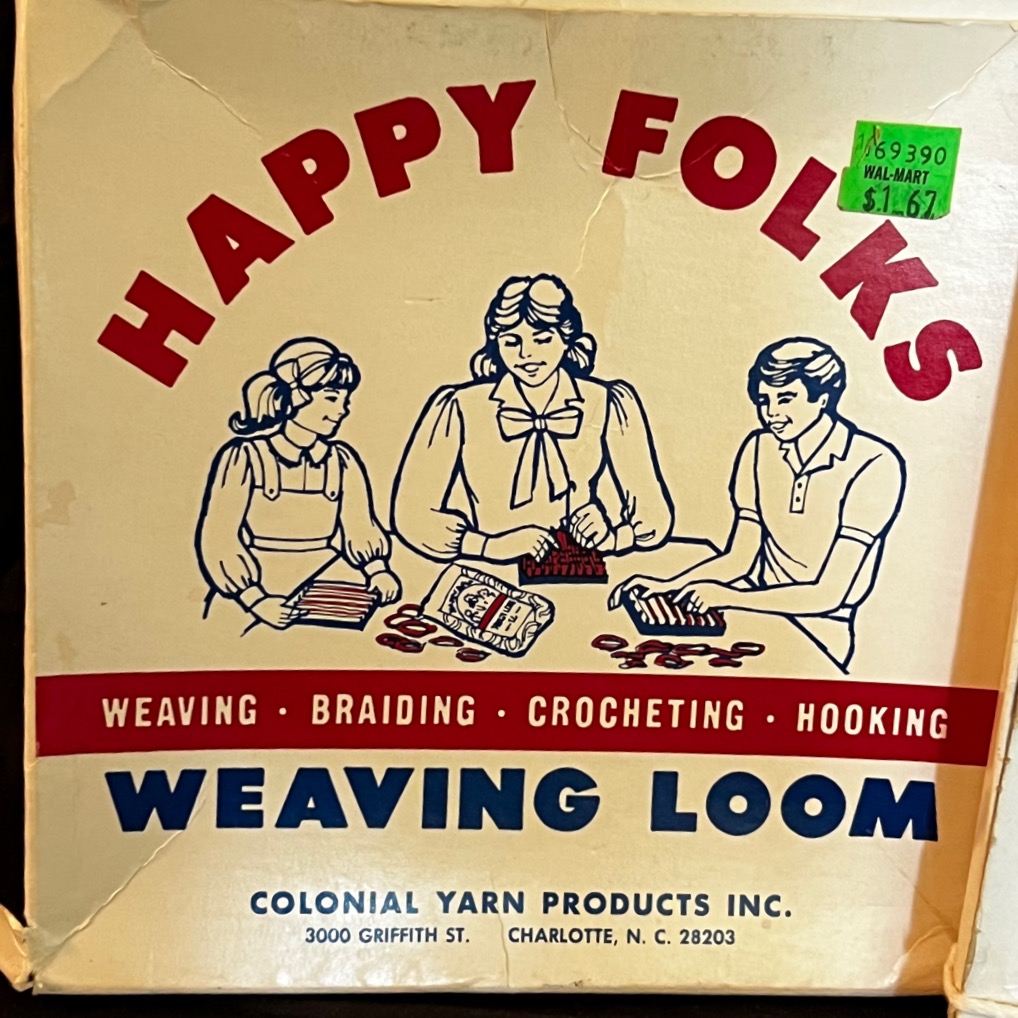 HAPPY FOLKS
69390
WAL-MART
$1.67
WEAVING · BRAIDING · CROCHETING · HOOKING
WEAVING LOOM
COLONIAL YARN PRODUCTS INC.
3000 GRIFFITH ST. CHARLOTTE, N. C. 28203